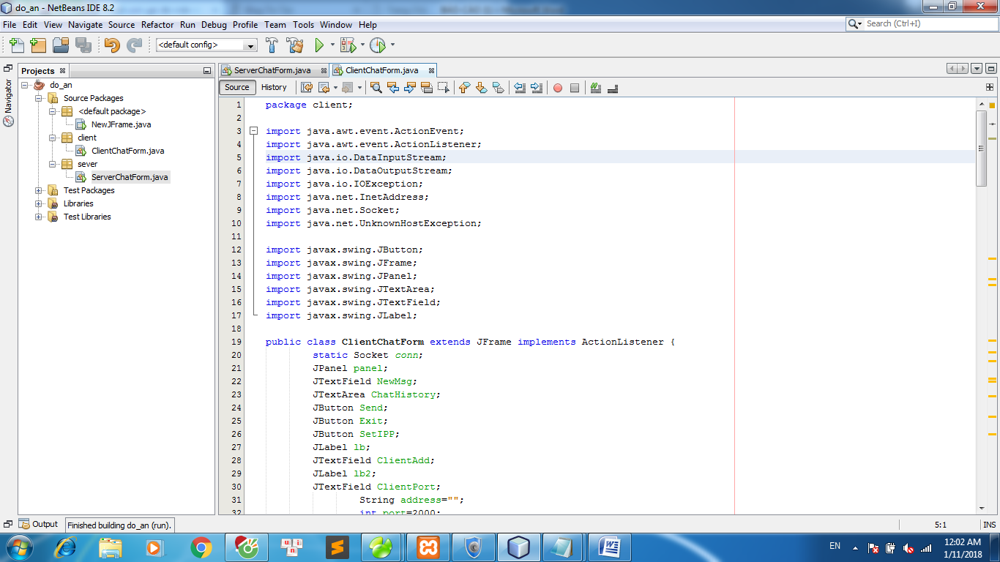 do_an - NetBeans IDE 8.2
File Edit View Navigate Source Refactor Run Debug Profile Team Tools Window Help
Search (Ctrl+I)
<default config>
Projects
ServerChatForm.java
ClientChatForm.java
Navigator
Source History
do_an
Source Packages
<default package>
NewJFrame.java
client
ClientChatForm.java
sever
ServerChatForm.java
Test Packages
Libraries
Test Libraries
1 package client;
2
3 import java.awt.event.ActionEvent;
4 import java.awt.event.ActionListener;
5 import java.io.DataInputStream;
6 import java.io.DataOutputStream;
7 import java.io.IOException;
8 import java.net.InetAddress;
9 import java.net.Socket;
10 import java.net.UnknownHostException;
11
12 import javax.swing.JButton;
13 import javax.swing.JFrame;
14 import javax.swing.JPanel;
15 import javax.swing.JTextArea;
16 import javax.swing.JTextField;
17 import javax.swing.JLabel;
18
19 public class ClientChatForm extends JFrame implements ActionListener {
20 static Socket conn;
21 JPanel panel;
22 JTextField NewMsg;
23 JTextArea ChatHistory;
24 JButton Send;
25 JButton Exit;
26 JButton SetIPP;
27 JLabel lb;
28 JTextField ClientAdd;
29 JLabel lb2;
30 JTextField ClientPort;
31 String address="";
32 int port=2000;
Output
Finished building do_an (run).
5:1
INS
EN
12:02 AM
1/11/2018